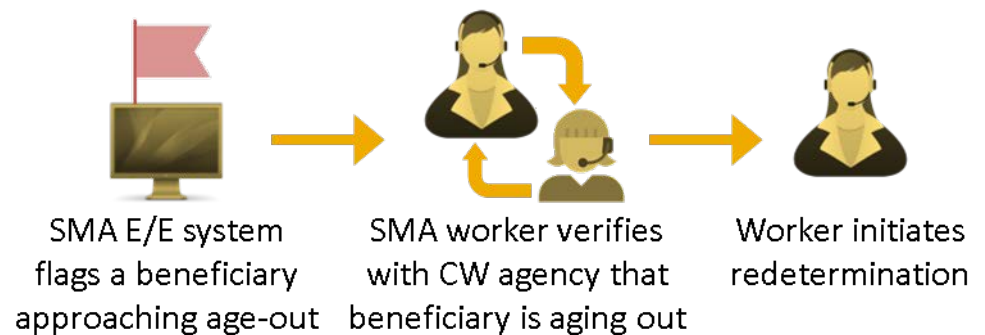 SMA E/E system
flags a beneficiary
approaching age-out
SMA worker verifies
with CW agency that
beneficiary is aging out
Worker initiates
redetermination